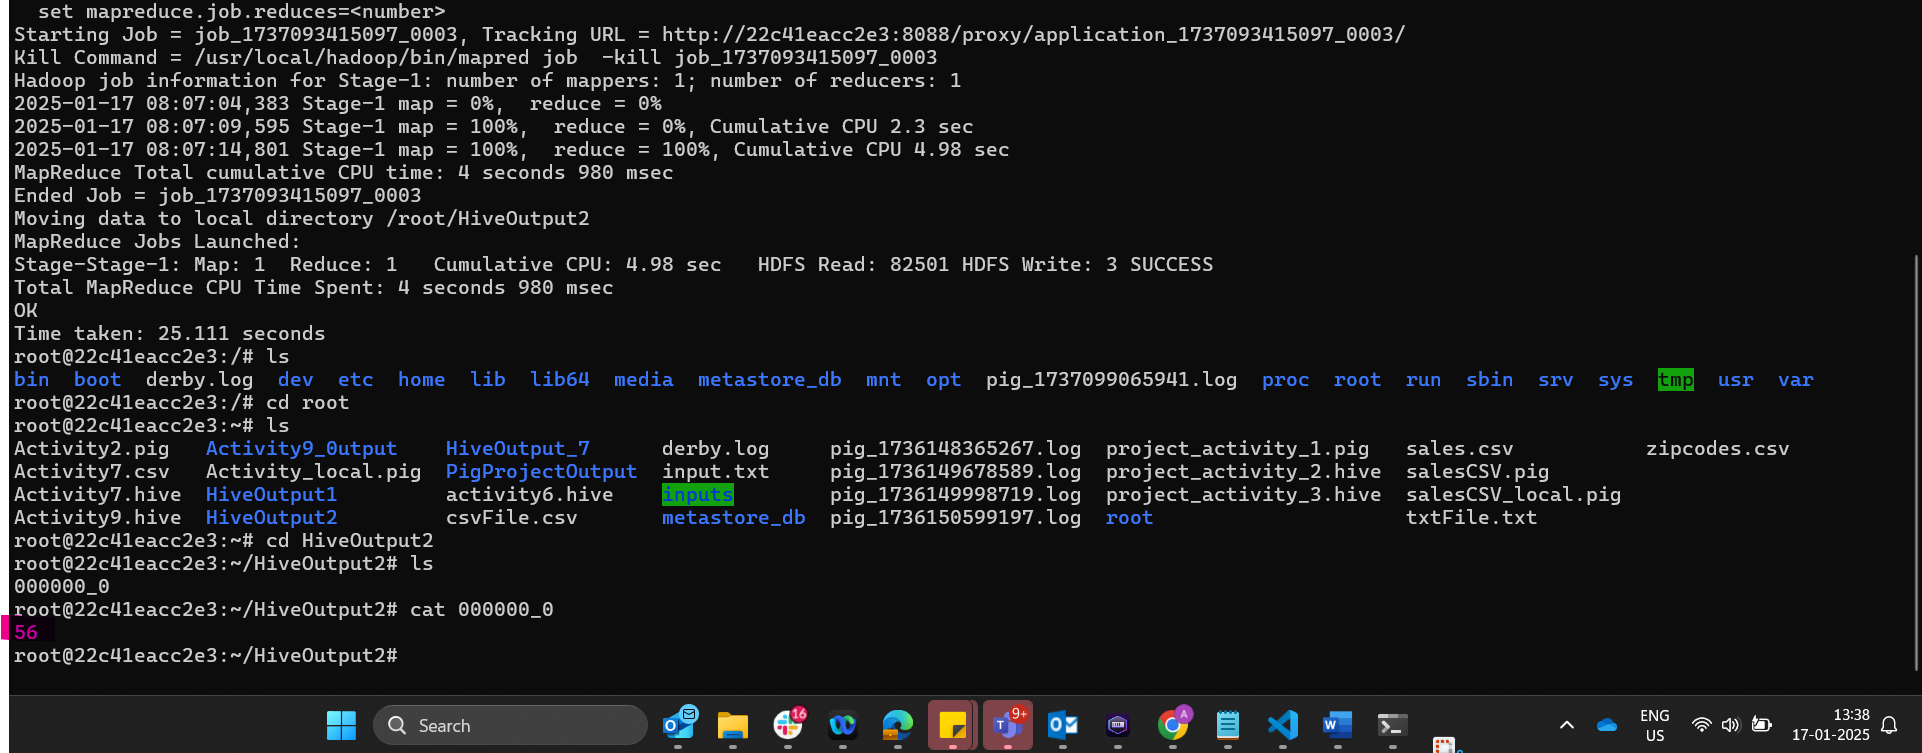 set mapreduce.job.reduces=<number>
Starting Job = job_1737093415097_0003, Tracking URL = http://22c41eacc2e3:8088/proxy/application_1737093415097_0003/
Kill Command = /usr/local/hadoop/bin/mapred job  -kill job_1737093415097_0003
Hadoop job information for Stage-1: number of mappers: 1; number of reducers: 1
2025-01-17 08:07:04,383 Stage-1 map = 0%,  reduce = 0%
2025-01-17 08:07:09,595 Stage-1 map = 100%,  reduce = 0%, Cumulative CPU 2.3 sec
2025-01-17 08:07:14,801 Stage-1 map = 100%,  reduce = 100%, Cumulative CPU 4.98 sec
MapReduce Total cumulative CPU time: 4 seconds 980 msec
Ended Job = job_1737093415097_0003
Moving data to local directory /root/HiveOutput2
MapReduce Jobs Launched:
Stage-Stage-1: Map: 1  Reduce: 1   Cumulative CPU: 4.98 sec   HDFS Read: 82501 HDFS Write: 3 SUCCESS
Total MapReduce CPU Time Spent: 4 seconds 980 msec
OK
Time taken: 25.111 seconds
root@22c41eacc2e3:/# ls
bin  boot  derby.log  dev  etc  home  lib  lib64  media  metastore_db  mnt  opt  pig_1737099065941.log  proc  root  run  sbin  srv  sys  tmp  usr  var
root@22c41eacc2e3:/# cd root
root@22c41eacc2e3:~# ls
Activity2.pig   Activity9_0utput    HiveOutput_7      derby.log     pig_1736148365267.log  project_activity_1.pig   sales.csv           zipcodes.csv
Activity7.csv   Activity_local.pig  PigProjectOutput  input.txt     pig_1736149678589.log  project_activity_2.hive  salesCSV.pig
Activity7.hive  HiveOutput1         activity6.hive    inputs        pig_1736149998719.log  project_activity_3.hive  salesCSV_local.pig
Activity9.hive  HiveOutput2         csvFile.csv       metastore_db  pig_1736150599197.log  root                     txtFile.txt
root@22c41eacc2e3:~# cd HiveOutput2
root@22c41eacc2e3:~/HiveOutput2# ls
000000_0
root@22c41eacc2e3:~/HiveOutput2# cat 000000_0
56
root@22c41eacc2e3:~/HiveOutput2#
Search
16
9+
A
ENG
US
13:38
17-01-2025